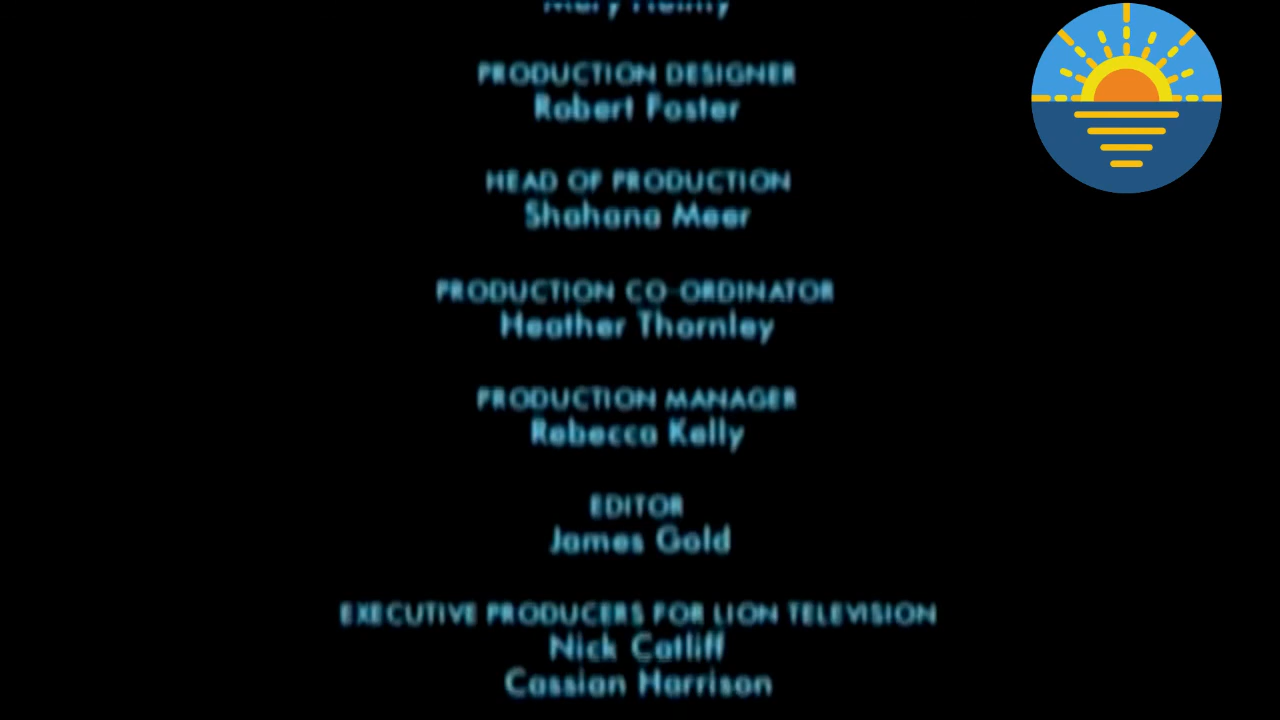 PRODUCTION DESIGNER
Robert Foster
HEAD OF PRODUCTION
Shahana Meer
PRODUCTION CO-ORDINATOR
Heather Thornley
PRODUCTION MANAGER
Rebecca Kelly
EDITOR
James Gold
EXECUTIVE PRODUCERS FOR LION TELEVISION
Nick Catliff
Cassian Harrison